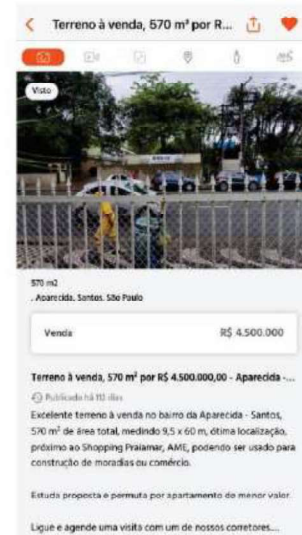 Terreno à venda, 570 m² por R...
Visto
570 m2
, Aparecida, Santos, São Paulo
Venda R$ 4.500.000
Terreno à venda, 570 m² por R$ 4.500.000,00 - Aparecida -...
Publicado há 113 dias
Excelente terreno à venda no bairro da Aparecida - Santos,
570 m² de área total, medindo 9,5 x 60 m, ótima localização,
próximo ao Shopping Praiamar, AME, podendo ser usado para
construção de moradias ou comércio.
Estuda proposta e permuta por apartamento de menor valor.
Ligue e agende uma visita com um de nossos corretores....